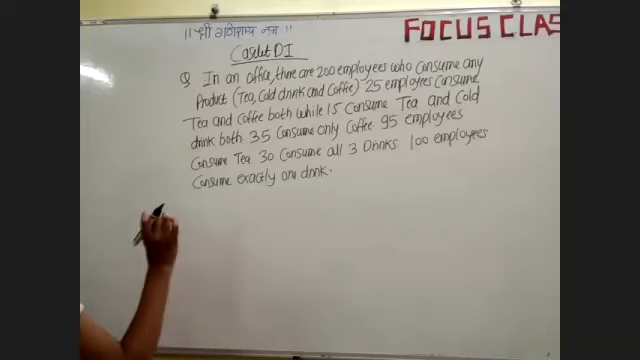 ॥ श्री गणेशाय नमः ॥
FOCUS CLAS
Caselet DI
Q In an office, there are 200 employees who consume any
Product (Tea, Cold drink and Coffee) 25 employees consume
Tea and Coffee both while 15 consume Tea and Cold
drink both. 35 consume only Coffee. 95 employees
Consume Tea. 30 consume all 3 Drinks. 100 employees
Consume exactly one drink.